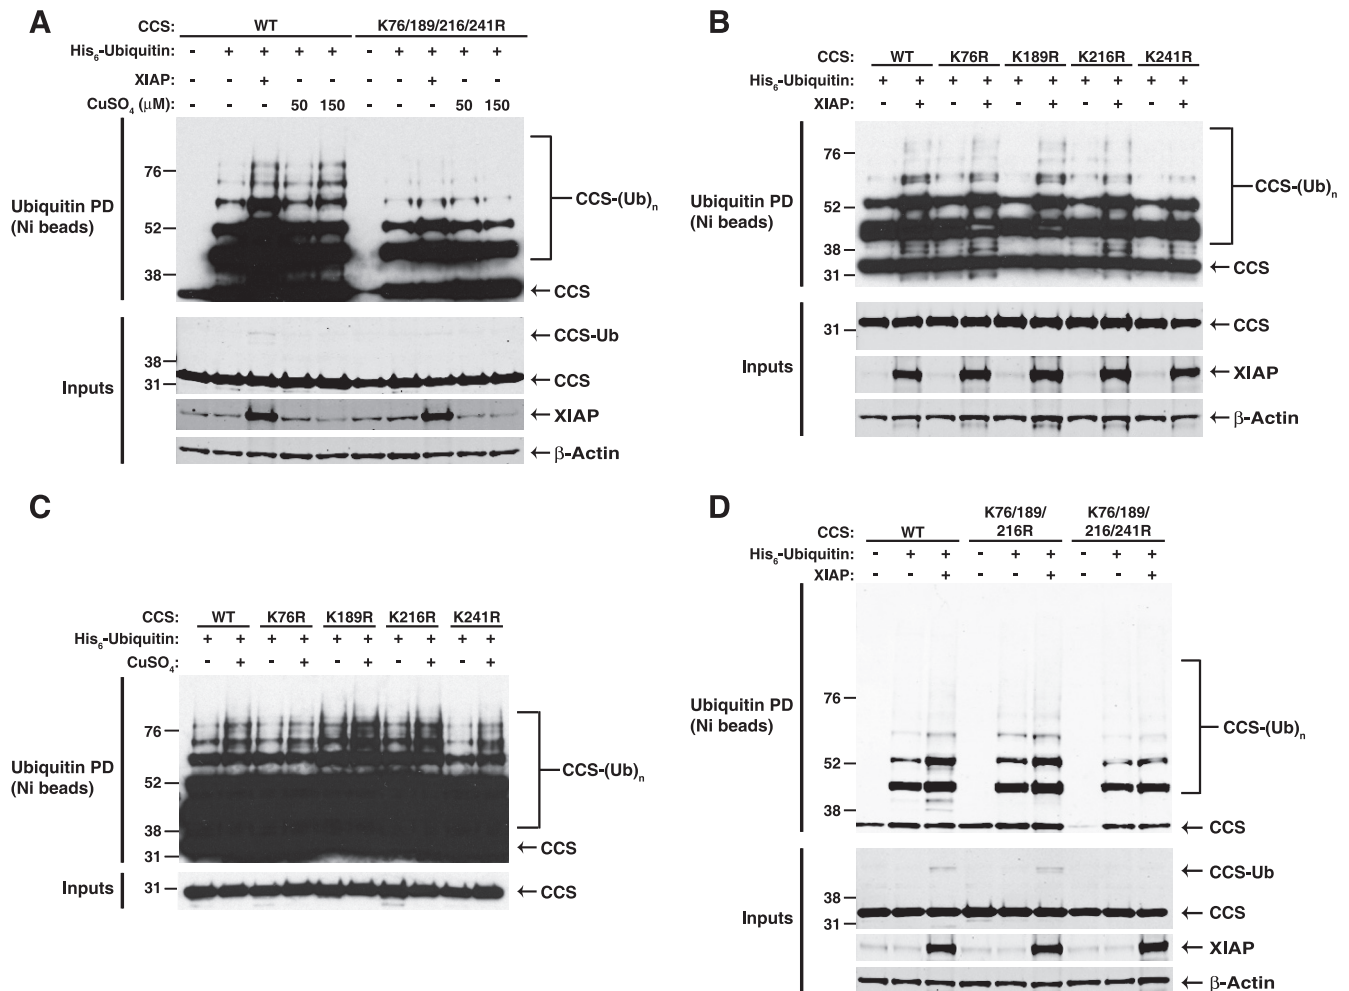 A
CCS: WT K76/189/216/241R
His6-Ubiquitin: - + + + + - + + + +
XIAP: - - + - - - - + - -
CuSO4 (µM): - - - 50 150 - - - 50 150
Ubiquitin PD
(Ni beads)
76
52
38
CCS-(Ub)n
← CCS
Inputs
38
31
← CCS-Ub
← CCS
← XIAP
← β-Actin
B
CCS: WT K76R K189R K216R K241R
His6-Ubiquitin: + + + + + + + + + +
XIAP: - + - + - + - + - +
Ubiquitin PD
(Ni beads)
76
52
38
31
CCS-(Ub)n
← CCS
Inputs
31
← CCS
← XIAP
← β-Actin
C
CCS: WT K76R K189R K216R K241R
His6-Ubiquitin: + + + + + + + + + +
CuSO4: - + - + - + - + - +
Ubiquitin PD
(Ni beads)
76
52
38
31
CCS-(Ub)n
← CCS
Inputs
31
← CCS
D
CCS: WT K76/189/216R K76/189/216/241R
His6-Ubiquitin: - + + - + + - + +
XIAP: - - + - - + - - +
Ubiquitin PD
(Ni beads)
76
52
38
CCS-(Ub)n
← CCS
Inputs
38
31
← CCS-Ub
← CCS
← XIAP
← β-Actin